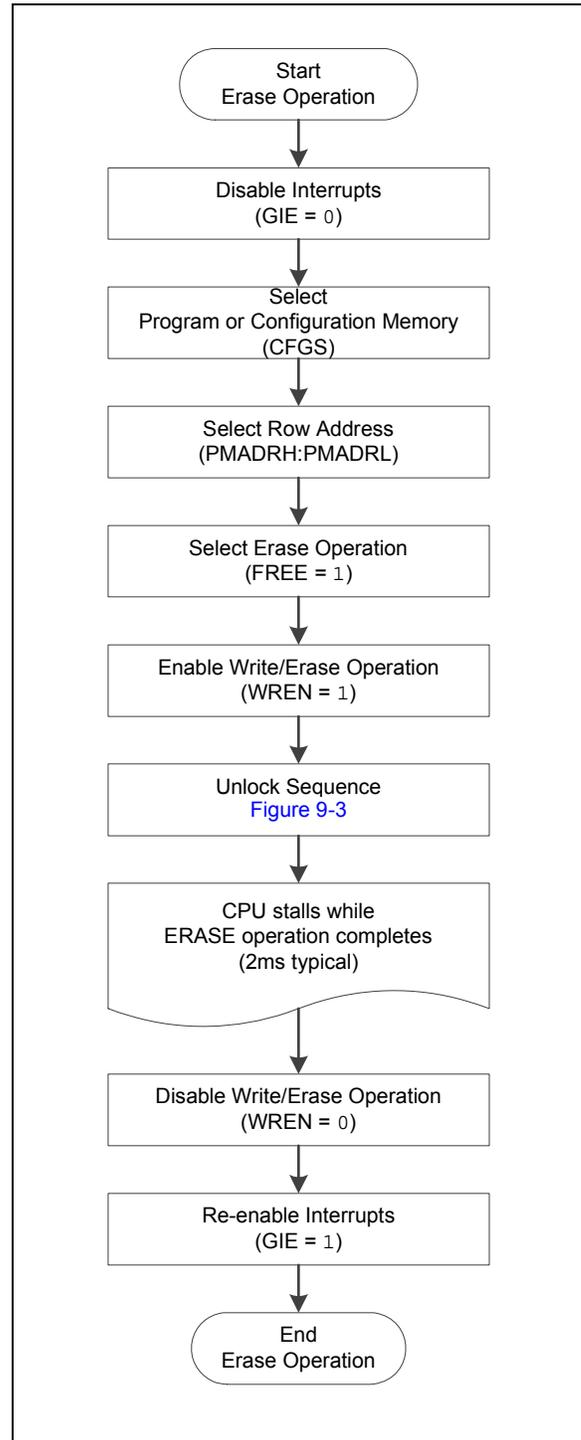 Start
Erase Operation
Disable Interrupts
(GIE = 0)
Select
Program or Configuration Memory
(CFGS)
Select Row Address
(PMADRH:PMADRL)
Select Erase Operation
(FREE = 1)
Enable Write/Erase Operation
(WREN = 1)
Unlock Sequence
Figure 9-3
CPU stalls while
ERASE operation completes
(2ms typical)
Disable Write/Erase Operation
(WREN = 0)
Re-enable Interrupts
(GIE = 1)
End
Erase Operation